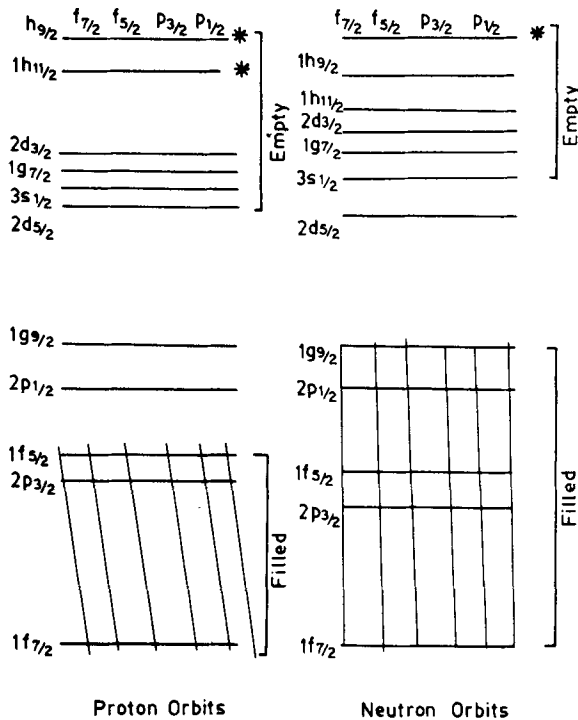 f7/2 f5/2 p3/2 p1/2 *
h9/2
1h11/2 *
2d3/2
1g7/2
3s1/2
2d5/2
Empty
1g9/2
2p1/2
1f5/2
2p3/2
1f7/2
Filled
Proton Orbits
f7/2 f5/2 p3/2 p1/2 *
1h9/2
1h11/2
2d3/2
1g7/2
3s1/2
2d5/2
Empty
1g9/2
2p1/2
1f5/2
2p3/2
1f7/2
Filled
Neutron Orbits